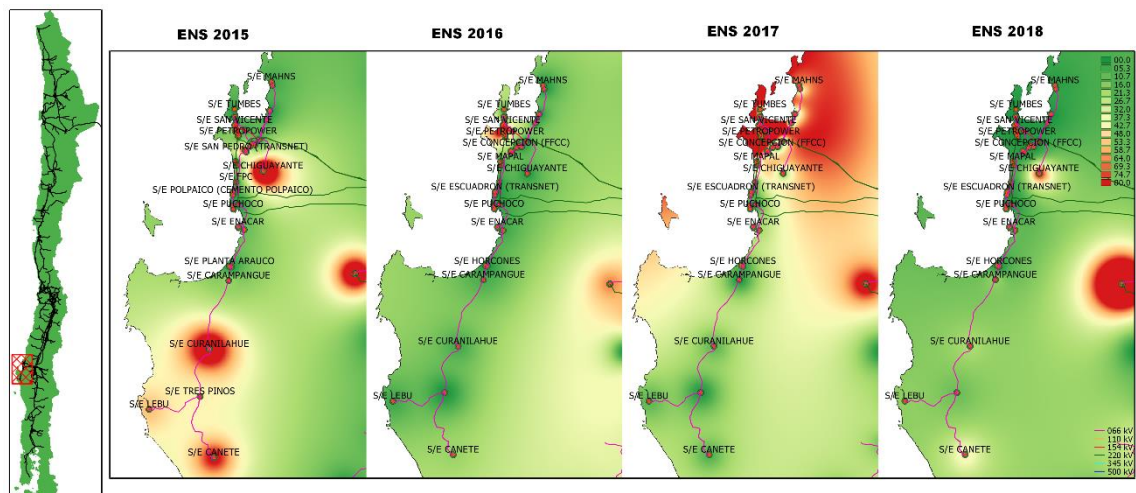 ENS 2015
S/E MAHNS
S/E TUMBES
S/E SAN VICENTE
S/E PETROPOWER
S/E SAN PEDRO (TRANSNET)
S/E CHIGUAYANTE
S/E FPC
S/E POLPAICO (CEMENTO POLPAICO)
S/E PUCHOCO
S/E ENACAR
S/E PLANTA ARAUCO
S/E CARAMPANGUE
S/E CURANILAHUE
S/E TRES PINOS
S/E LEBU
S/E CANETE
ENS 2016
S/E MAHNS
S/E TUMBES
S/E SAN VICENTE
S/E PETROPOWER
S/E CONCEPCION (FFCC)
S/E MAPAL
S/E CHIGUAYANTE
S/E ESCUADRON (TRANSNET)
S/E PUCHOCO
S/E ENACAR
S/E HORCONES
S/E CARAMPANGUE
S/E CURANILAHUE
S/E LEBU
S/E CANETE
ENS 2017
S/E MAHNS
S/E TUMBES
S/E SAN VICENTE
S/E PETROPOWER
S/E CONCEPCION (FFCC)
S/E MAPAL
S/E CHIGUAYANTE
S/E ESCUADRON (TRANSNET)
S/E PUCHOCO
S/E ENACAR
S/E HORCONES
S/E CARAMPANGUE
S/E CURANILAHUE
S/E LEBU
S/E CANETE
ENS 2018
S/E MAHNS
S/E TUMBES
S/E SAN VICENTE
S/E PETROPOWER
S/E CONCEPCION (FFCC)
S/E MAPAL
S/E CHIGUAYANTE
S/E ESCUADRON (TRANSNET)
S/E PUCHOCO
S/E ENACAR
S/E HORCONES
S/E CARAMPANGUE
S/E CURANILAHUE
S/E LEBU
S/E CANETE
00.0
05.3
10.7
16.0
21.3
26.7
32.0
37.3
42.7
48.0
53.3
58.7
64.0
69.3
74.7
80.0
066 kV
110 kV
154 kV
220 kV
345 kV
500 kV